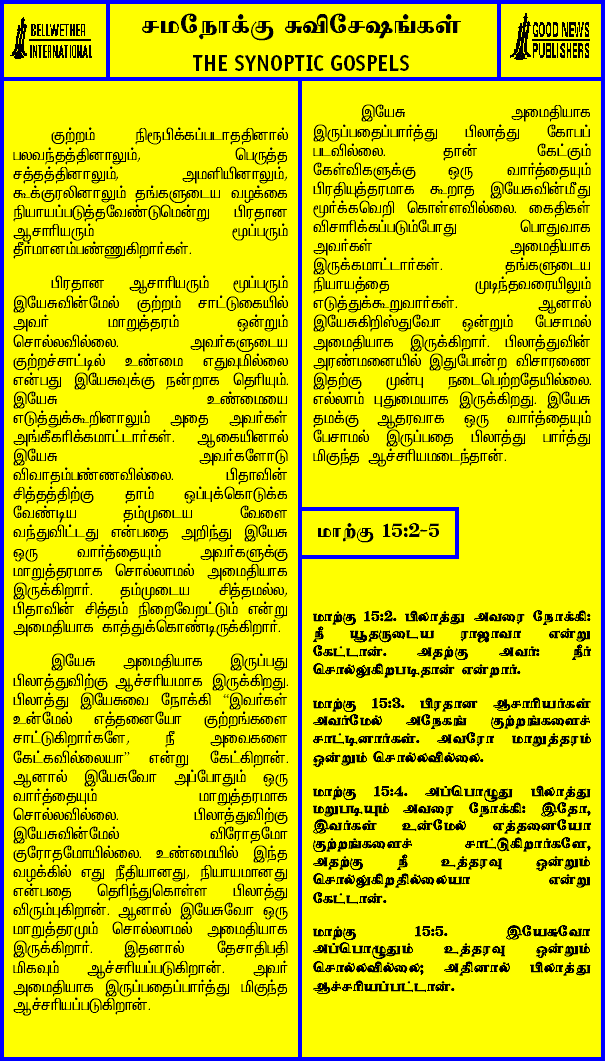 BELLWETHER
INTERNATIONAL
சமநோக்கு சுவிசேஷங்கள்
THE SYNOPTIC GOSPELS
GOOD NEWS
PUBLISHERS
குற்றம் நிரூபிக்கப்படாததினால்
பலவந்தத்தினாலும், பெருத்த
சத்தத்தினாலும், அமளியினாலும்,
கூக்குரலினாலும் தங்களுடைய வழக்கை
நியாயப்படுத்தவேண்டுமென்று பிரதான
ஆசாரியரும் மூப்பரும்
தீர்மானம்பண்ணுகிறார்கள்.
பிரதான ஆசாரியரும் மூப்பரும்
இயேசுவின்மேல் குற்றம் சாட்டுகையில்
அவர் மாறுத்தரம் ஒன்றும்
சொல்லவில்லை. அவர்களுடைய
குற்றச்சாட்டில் உண்மை எதுவுமில்லை
என்பது இயேசுவுக்கு நன்றாக தெரியும்.
இயேசு உண்மையை
எடுத்துக்கூறினாலும் அதை அவர்கள்
அங்கீகரிக்கமாட்டார்கள். ஆகையினால்
இயேசு அவர்களோடு
விவாதம்பண்ணவில்லை. பிதாவின்
சித்தத்திற்கு தாம் ஒப்புக்கொடுக்க
வேண்டிய தம்முடைய வேளை
வந்துவிட்டது என்பதை அறிந்து இயேசு
ஒரு வார்த்தையும் அவர்களுக்கு
மாறுத்தரமாக சொல்லாமல் அமைதியாக
இருக்கிறார். தம்முடைய சித்தமல்ல,
பிதாவின் சித்தம் நிறைவேறட்டும் என்று
அமைதியாக காத்துக்கொண்டிருக்கிறார்.
இயேசு அமைதியாக இருப்பது
பிலாத்துவிற்கு ஆச்சரியமாக இருக்கிறது.
பிலாத்து இயேசுவை நோக்கி “இவர்கள்
உன்மேல் எத்தனையோ குற்றங்களை
சாட்டுகிறார்களே, நீ அவைகளை
கேட்கவில்லையா” என்று கேட்கிறான்.
ஆனால் இயேசுவோ அப்போதும் ஒரு
வார்த்தையும் மாறுத்தரமாக
சொல்லவில்லை. பிலாத்துவிற்கு
இயேசுவின்மேல் விரோதமோ
குரோதமோயில்லை. உண்மையில் இந்த
வழக்கில் எது நீதியானது, நியாயமானது
என்பதை தெரிந்துகொள்ள பிலாத்து
விரும்புகிறான். ஆனால் இயேசுவோ ஒரு
மாறுத்தரமும் சொல்லாமல் அமைதியாக
இருக்கிறார். இதனால் தேசாதிபதி
மிகவும் ஆச்சரியப்படுகிறான். அவர்
அமைதியாக இருப்பதைப்பார்த்து மிகுந்த
ஆச்சரியப்படுகிறான்.
இயேசு அமைதியாக
இருப்பதைப்பார்த்து பிலாத்து கோபப்
படவில்லை. தான் கேட்கும்
கேள்விகளுக்கு ஒரு வார்த்தையும்
பிரதியுத்தரமாக கூறாத இயேசுவின்மீது
மூர்க்கவெறி கொள்ளவில்லை. கைதிகள்
விசாரிக்கப்படும்போது பொதுவாக
அவர்கள் அமைதியாக
இருக்கமாட்டார்கள். தங்களுடைய
நியாயத்தை முடிந்தவரையிலும்
எடுத்துக்கூறுவார்கள். ஆனால்
இயேசுகிறிஸ்துவோ ஒன்றும் பேசாமல்
அமைதியாக இருக்கிறார். பிலாத்துவின்
அரண்மனையில் இதுபோன்ற விசாரணை
இதற்கு முன்பு நடைபெற்றதேயில்லை.
எல்லாம் புதுமையாக இருக்கிறது. இயேசு
தமக்கு ஆதரவாக ஒரு வார்த்தையும்
பேசாமல் இருப்பதை பிலாத்து பார்த்து
மிகுந்த ஆச்சரியமடைந்தான்.
மாற்கு 15:2-5
மாற்கு 15:2. பிலாத்து அவரை நோக்கி:
நீ யூதருடைய ராஜாவா என்று
கேட்டான். அதற்கு அவர்: நீர்
சொல்லுகிறபடிதான் என்றார்.
மாற்கு 15:3. பிரதான ஆசாரியர்கள்
அவர்மேல் அநேகங் குற்றங்களைச்
சாட்டினார்கள். அவரோ மாறுத்தரம்
ஒன்றும் சொல்லவில்லை.
மாற்கு 15:4. அப்பொழுது பிலாத்து
மறுபடியும் அவரை நோக்கி: இதோ,
இவர்கள் உன்மேல் எத்தனையோ
குற்றங்களைச் சாட்டுகிறார்களே,
அதற்கு நீ உத்தரவு ஒன்றும்
சொல்லுகிறதில்லையா என்று
கேட்டான்.
மாற்கு 15:5. இயேசுவோ
அப்பொழுதும் உத்தரவு ஒன்றும்
சொல்லவில்லை; அதினால் பிலாத்து
ஆச்சரியப்பட்டான்.